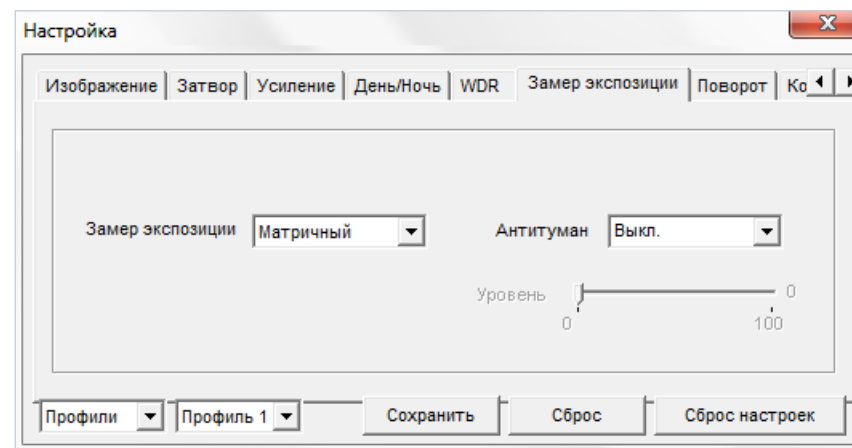 Настройка
Изображение Затвор Усиление День/Ночь WDR Замер экспозиции Поворот Ко
Замер экспозиции Матричный Антитуман Выкл.
Уровень 0
0 100
Профили Профиль 1 Сохранить Сброс Сброс настроек